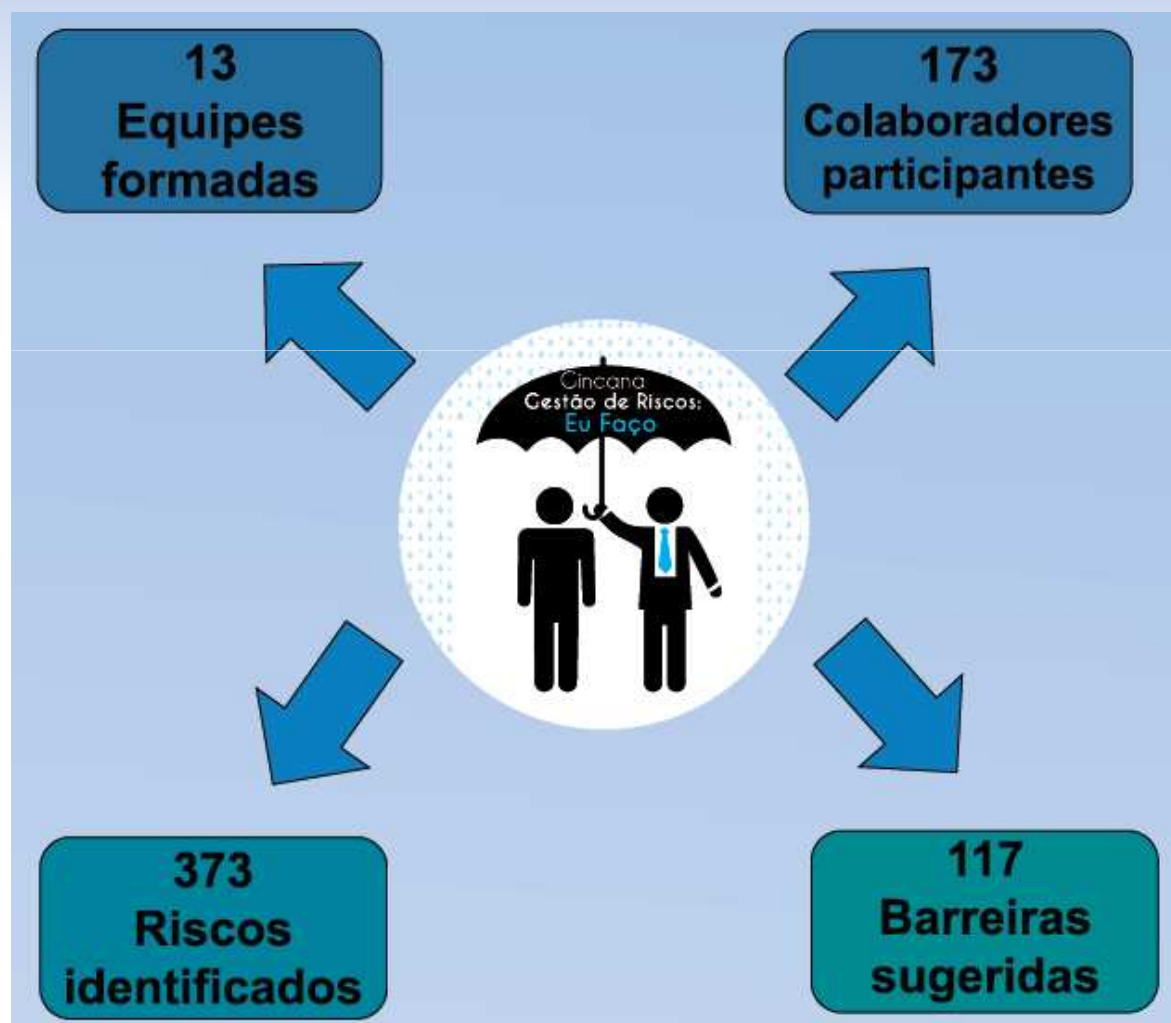 13
Equipes
formadas
173
Colaboradores
participantes
Cincana
Gestão de Riscos:
Eu Faço
373
Riscos
identificados
117
Barreiras
sugeridas